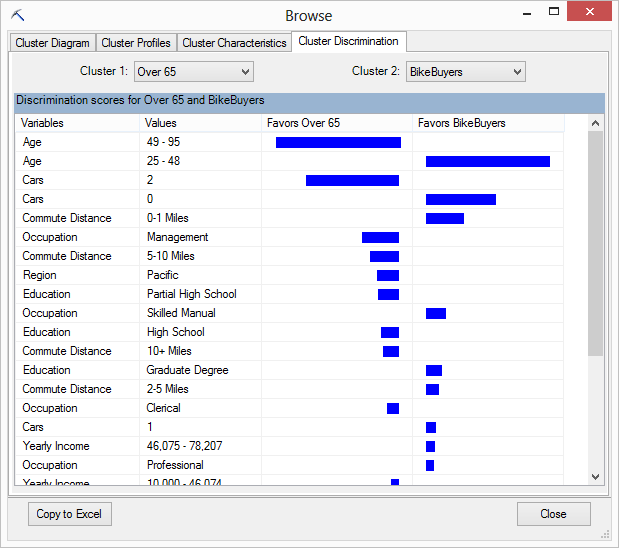 Browse
Cluster Diagram Cluster Profiles Cluster Characteristics Cluster Discrimination
Cluster 1: Over 65 Cluster 2: BikeBuyers
Discrimination scores for Over 65 and BikeBuyers
Variables Values Favors Over 65 Favors BikeBuyers
Age 49 - 95
Age 25 - 48
Cars 2
Cars 0
Commute Distance 0-1 Miles
Occupation Management
Commute Distance 5-10 Miles
Region Pacific
Education Partial High School
Occupation Skilled Manual
Education High School
Commute Distance 10+ Miles
Education Graduate Degree
Commute Distance 2-5 Miles
Occupation Clerical
Cars 1
Yearly Income 46,075 - 78,207
Occupation Professional
Yearly Income 10,000 - 46,074
Copy to Excel Close